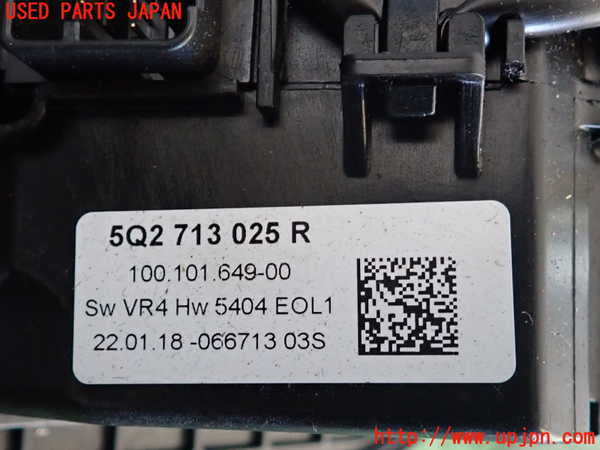 USED PARTS JAPAN
5Q2 713 025 R
100.101.649-00
Sw VR4 Hw 5404 EOL1
22.01.18 -066713 03S
http://www.upjpn.com/